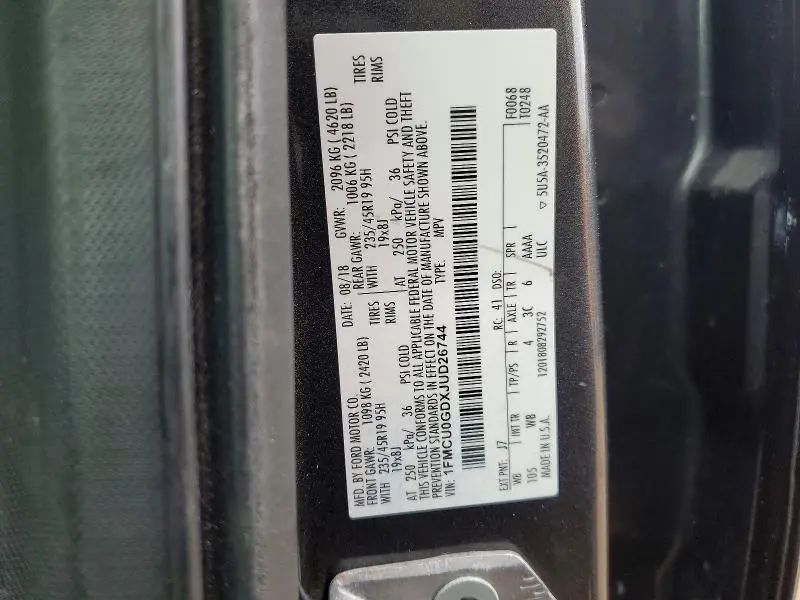 MFD. BY FORD MOTOR CO.
DATE: 08/18 GVWR: 2096 KG ( 4620 LB)
FRONT GAWR: 1098 KG ( 2420 LB) REAR GAWR: 1006 KG ( 2218 LB)
WITH 235/45R19 95H TIRES WITH 235/45R19 95H TIRES
19x8J RIMS 19x8J RIMS
AT 250 kPa/ 36 PSI COLD AT 250 kPa/ 36 PSI COLD
THIS VEHICLE CONFORMS TO ALL APPLICABLE FEDERAL MOTOR VEHICLE SAFETY AND THEFT
PREVENTION STANDARDS IN EFFECT ON THE DATE OF MANUFACTURE SHOWN ABOVE.
VIN: 1FMCU0GDXJUD26744 TYPE: MPV
F0068
T0248
EXT PNT: J7 RC: 41 DSO:
WB INT TR TP/PS R AXLE TR SPR
105 WB 4 3C 6 AAAA
MADE IN U.S.A. 1201808292752 ULC ▽ 5U5A-3520472-AA